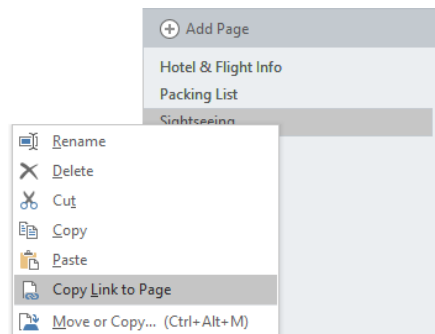 Add Page
Hotel & Flight Info
Packing List
Sightseeing
Rename
Delete
Cut
Copy
Paste
Copy Link to Page
Move or Copy... (Ctrl+Alt+M)